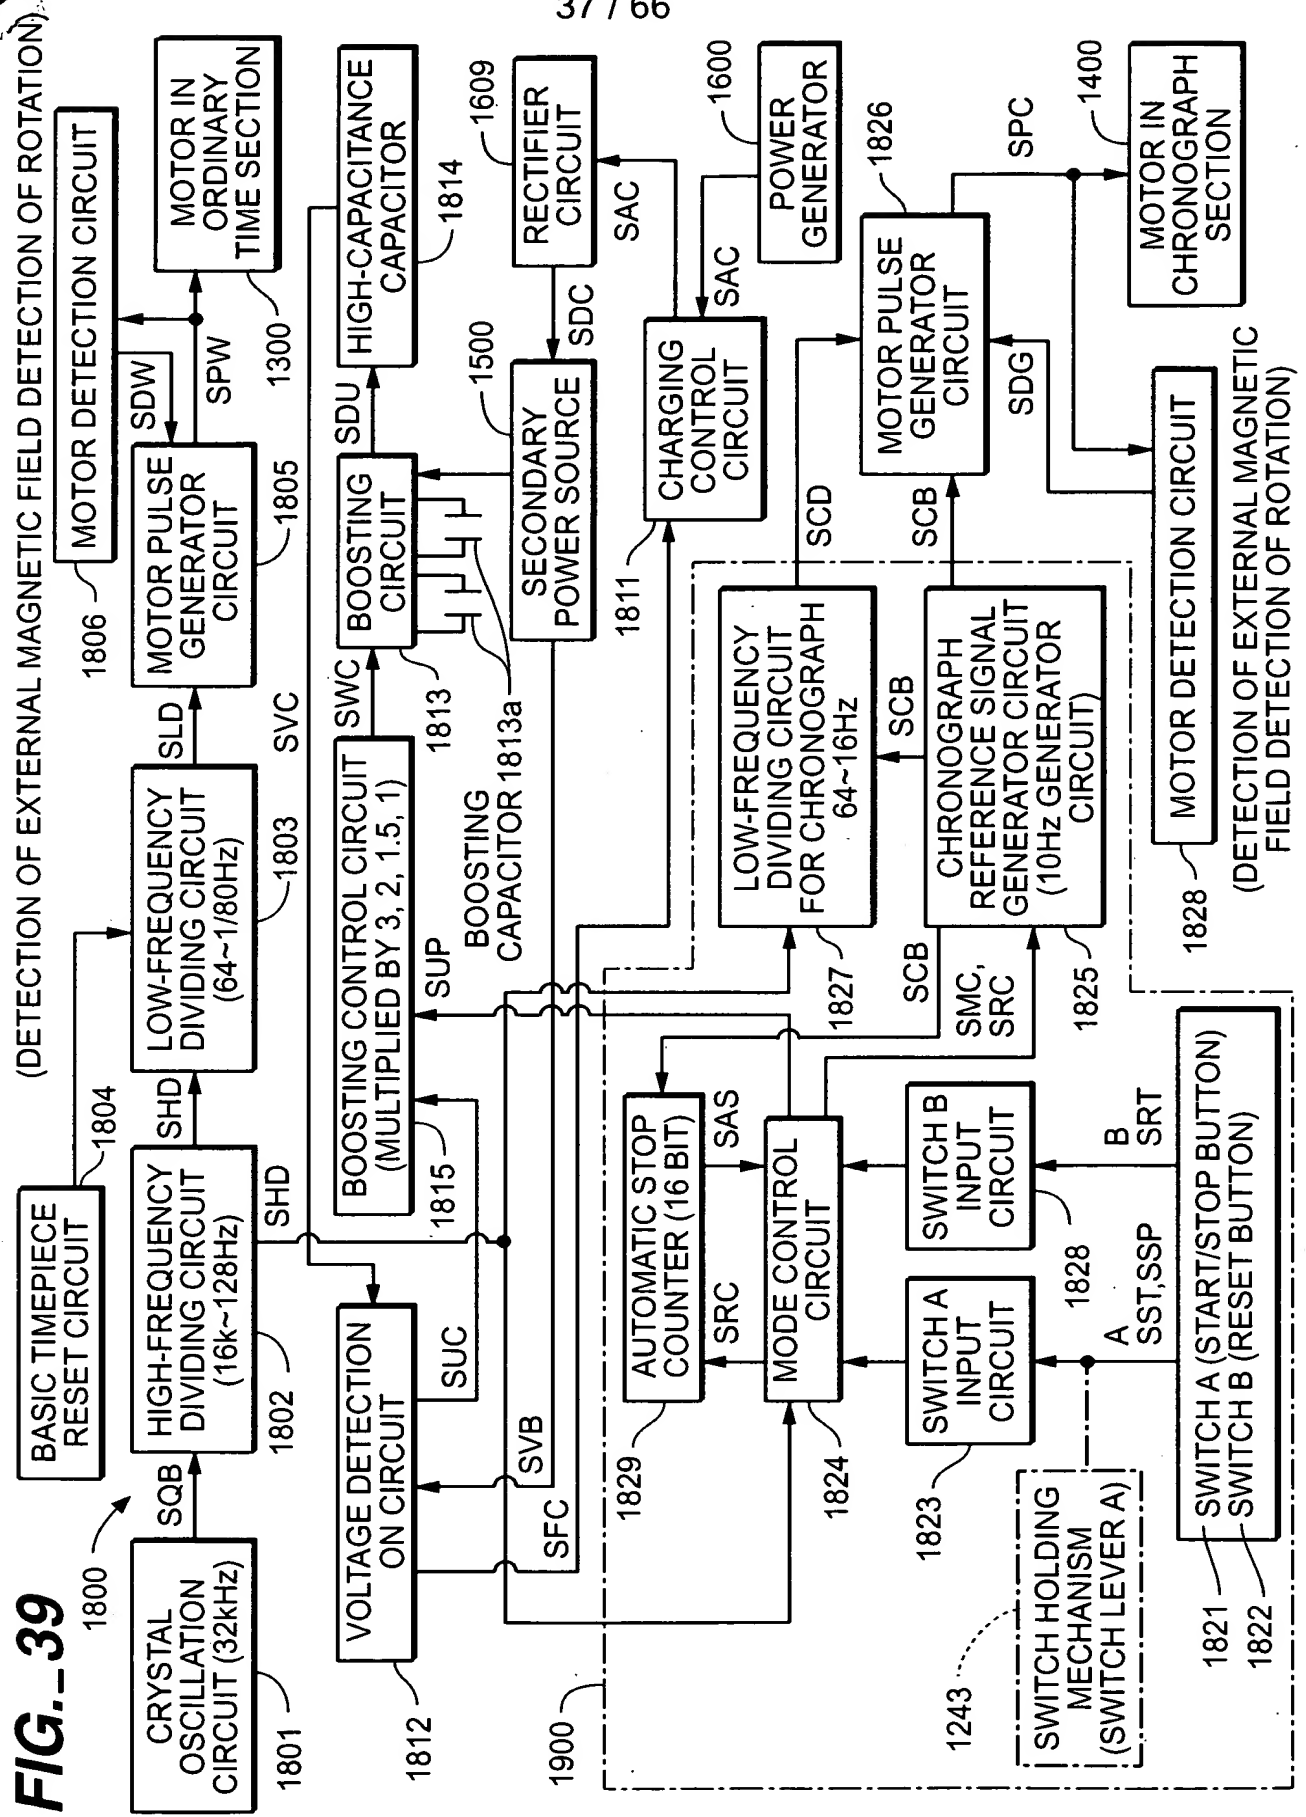 37 / 66
FIG._39
1800
(DETECTION OF EXTERNAL MAGNETIC FIELD DETECTION OF ROTATION)
BASIC TIMEPIECE
RESET CIRCUIT
1804
MOTOR DETECTION CIRCUIT
1806
CRYSTAL
OSCILLATION
CIRCUIT (32kHz)
1801
SQB
HIGH-FREQUENCY
DIVIDING CIRCUIT
(16k~128Hz)
1802
SHD
SHD
LOW-FREQUENCY
DIVIDING CIRCUIT
(64~1/80Hz)
1803
SLD
MOTOR PULSE
GENERATOR
CIRCUIT
1805
SDW
SPW
MOTOR IN
ORDINARY
TIME SECTION
1300
SVC
VOLTAGE DETECTION
ON CIRCUIT
1812
SUC
BOOSTING CONTROL CIRCUIT
(MULTIPLIED BY 3, 2, 1.5, 1)
1815
SUP
SWC
BOOSTING
CIRCUIT
1813
BOOSTING
CAPACITOR 1813a
SDU
HIGH-CAPACITANCE
CAPACITOR
1814
SVB
SFC
SECONDARY
POWER SOURCE
1500
SDC
RECTIFIER
CIRCUIT
1609
SAC
CHARGING
CONTROL
CIRCUIT
1811
SAC
POWER
GENERATOR
1600
1900
AUTOMATIC STOP
COUNTER (16 BIT)
1829
SRC
SAS
MODE CONTROL
CIRCUIT
1824
LOW-FREQUENCY
DIVIDING CIRCUIT
FOR CHRONOGRAPH
64~16Hz
1827
SCD
SCB
SCB
SCB
SMC,
SRC
CHRONOGRAPH
REFERENCE SIGNAL
GENERATOR CIRCUIT
(10Hz GENERATOR
CIRCUIT)
1825
MOTOR PULSE
GENERATOR
CIRCUIT
1826
SDG
SPC
MOTOR IN
CHRONOGRAPH
SECTION
1400
SWITCH A
INPUT
CIRCUIT
1823
SWITCH B
INPUT
CIRCUIT
1828
A
SST,SSP
B
SRT
SWITCH HOLDING
MECHANISM
(SWITCH LEVER A)
1243
SWITCH A (START/STOP BUTTON)
SWITCH B (RESET BUTTON)
1821
1822
MOTOR DETECTION CIRCUIT
1828
(DETECTION OF EXTERNAL MAGNETIC
FIELD DETECTION OF ROTATION)